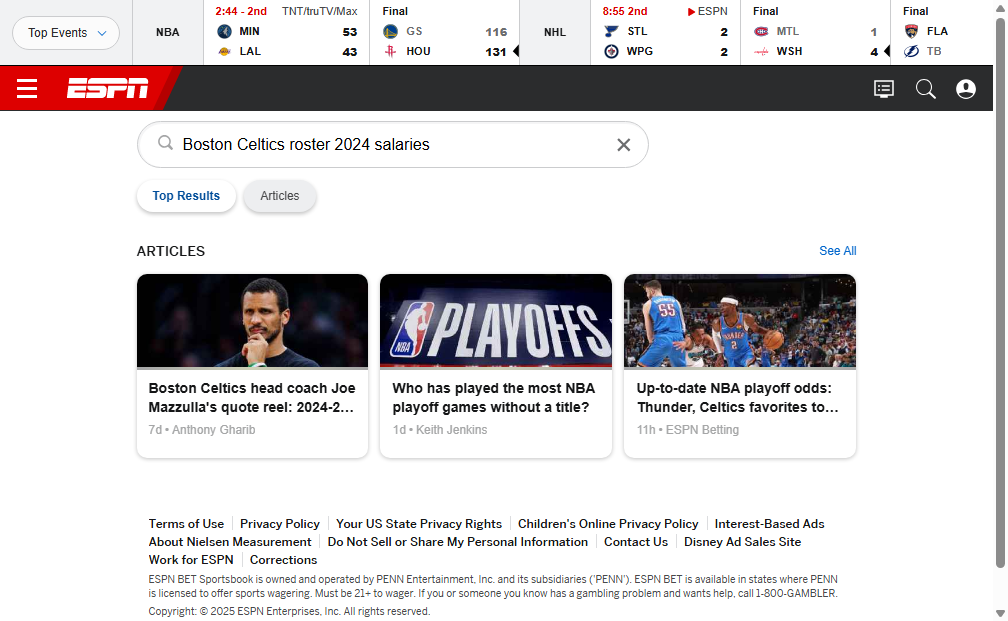 Top Events
NBA
2:44 - 2nd TNT/truTV/Max
MIN 53
LAL 43
Final
GS 116
HOU 131
NHL
8:55 2nd ESPN
STL 2
WPG 2
Final
MTL 1
WSH 4
Final
FLA
TB
ESPN
Boston Celtics roster 2024 salaries
Top Results
Articles
ARTICLES
See All
NBA PLAYOFFS
55
THUNDER
2
Boston Celtics head coach Joe
Mazzulla's quote reel: 2024-2...
7d • Anthony Gharib
Who has played the most NBA
playoff games without a title?
1d • Keith Jenkins
Up-to-date NBA playoff odds:
Thunder, Celtics favorites to...
11h • ESPN Betting
Terms of Use
Privacy Policy
Your US State Privacy Rights
Children's Online Privacy Policy
Interest-Based Ads
About Nielsen Measurement
Do Not Sell or Share My Personal Information
Contact Us
Disney Ad Sales Site
Work for ESPN
Corrections
ESPN BET Sportsbook is owned and operated by PENN Entertainment, Inc. and its subsidiaries ('PENN'). ESPN BET is available in states where PENN
is licensed to offer sports wagering. Must be 21+ to wager. If you or someone you know has a gambling problem and wants help, call 1-800-GAMBLER.
Copyright: © 2025 ESPN Enterprises, Inc. All rights reserved.